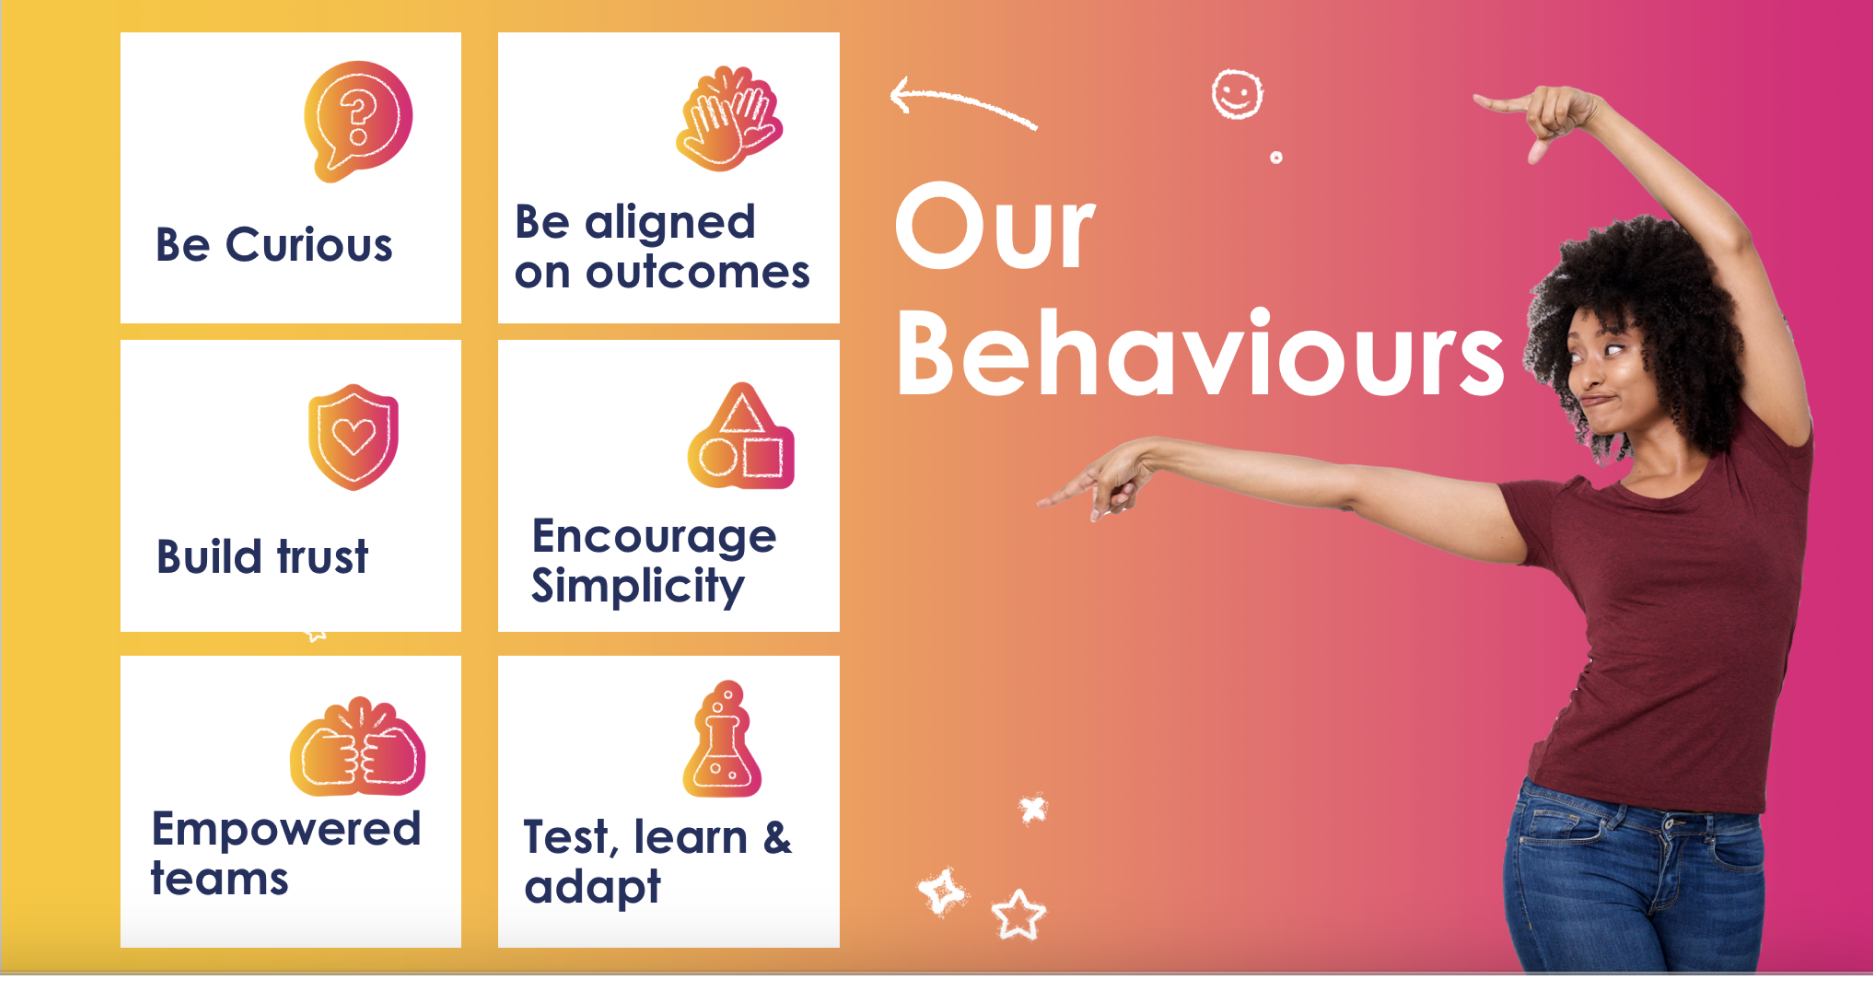 Be Curious
Be aligned
on outcomes
Build trust
Encourage
Simplicity
Empowered
teams
Test, learn &
adapt
Our
Behaviours
?